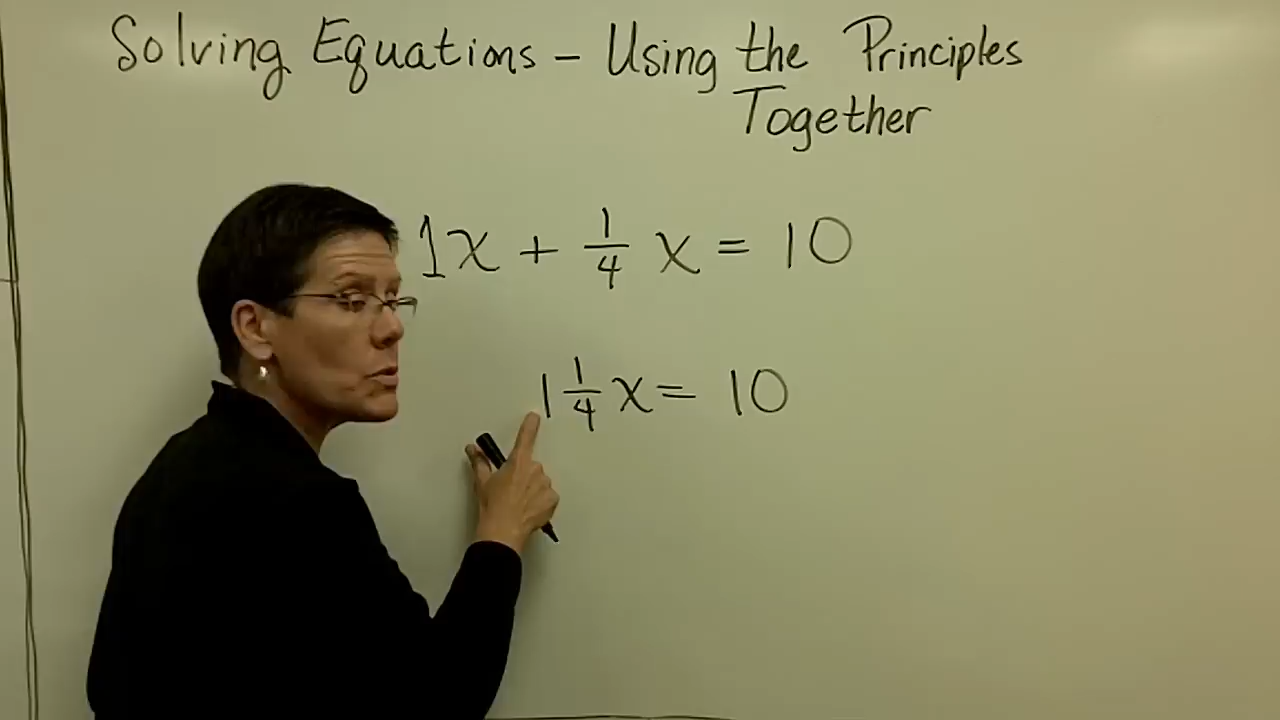 Solving Equations – Using the Principles
Together
1x + 1/4 x = 10
1 1/4 x = 10